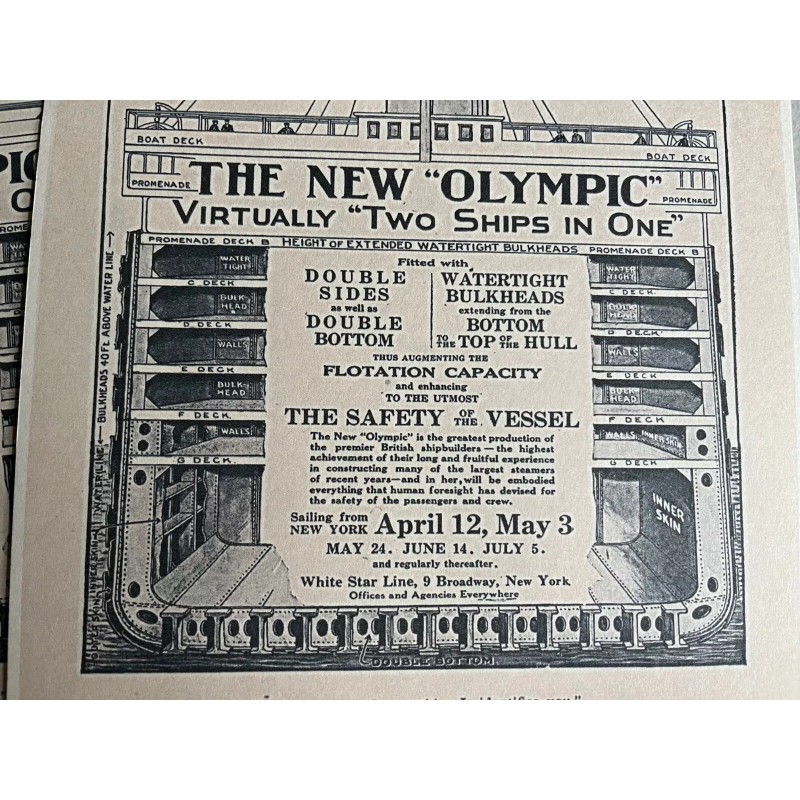 BOAT DECK
BOAT DECK
PROMENADE
THE NEW "OLYMPIC"
PROMENADE
VIRTUALLY "TWO SHIPS IN ONE"
PROMENADE DECK B HEIGHT OF EXTENDED WATERTIGHT BULKHEADS PROMENADE DECK B
Fitted with
DOUBLE SIDES
as well as
DOUBLE BOTTOM
WATERTIGHT BULKHEADS
extending from the
BOTTOM
TO THE TOP OF THE HULL
THUS AUGMENTING THE
FLOTATION CAPACITY
and enhancing
TO THE UTMOST
THE SAFETY OF THE VESSEL
The New "Olympic" is the greatest production of
the premier British shipbuilders — the highest
achievement of their long and fruitful experience
in constructing many of the largest steamers
of recent years—and in her, will be embodied
everything that human foresight has devised for
the safety of the passengers and crew.
Sailing from
NEW YORK April 12, May 3
MAY 24. JUNE 14. JULY 5.
and regularly thereafter.
White Star Line, 9 Broadway, New York
Offices and Agencies Everywhere
WATER TIGHT
C DECK
BULK-HEAD
D DECK
WALLS
E DECK
BULK-HEAD
F DECK
WALLS
G DECK.
WATER TIGHT
C DECK.
BULK-HEAD
D DECK
WALLS
E DECK
BULK-HEAD
F DECK
WALLS INNER SKIN
G DECK
INNER SKIN
BULKHEADS 40 FT. ABOVE WATER LINE
WATER LINE
DOUBLE BOTTOM